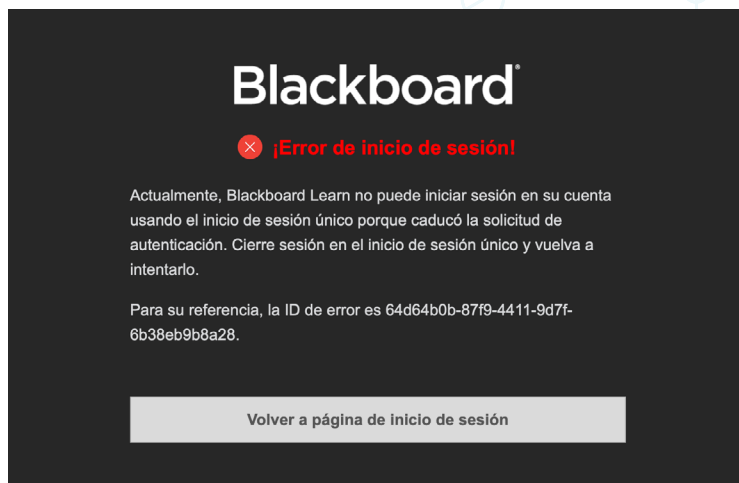 Blackboard®
¡Error de inicio de sesión!
Actualmente, Blackboard Learn no puede iniciar sesión en su cuenta
usando el inicio de sesión único porque caducó la solicitud de
autenticación. Cierre sesión en el inicio de sesión único y vuelva a
intentarlo.
Para su referencia, la ID de error es 64d64b0b-87f9-4411-9d7f-
6b38eb9b8a28.
Volver a página de inicio de sesión